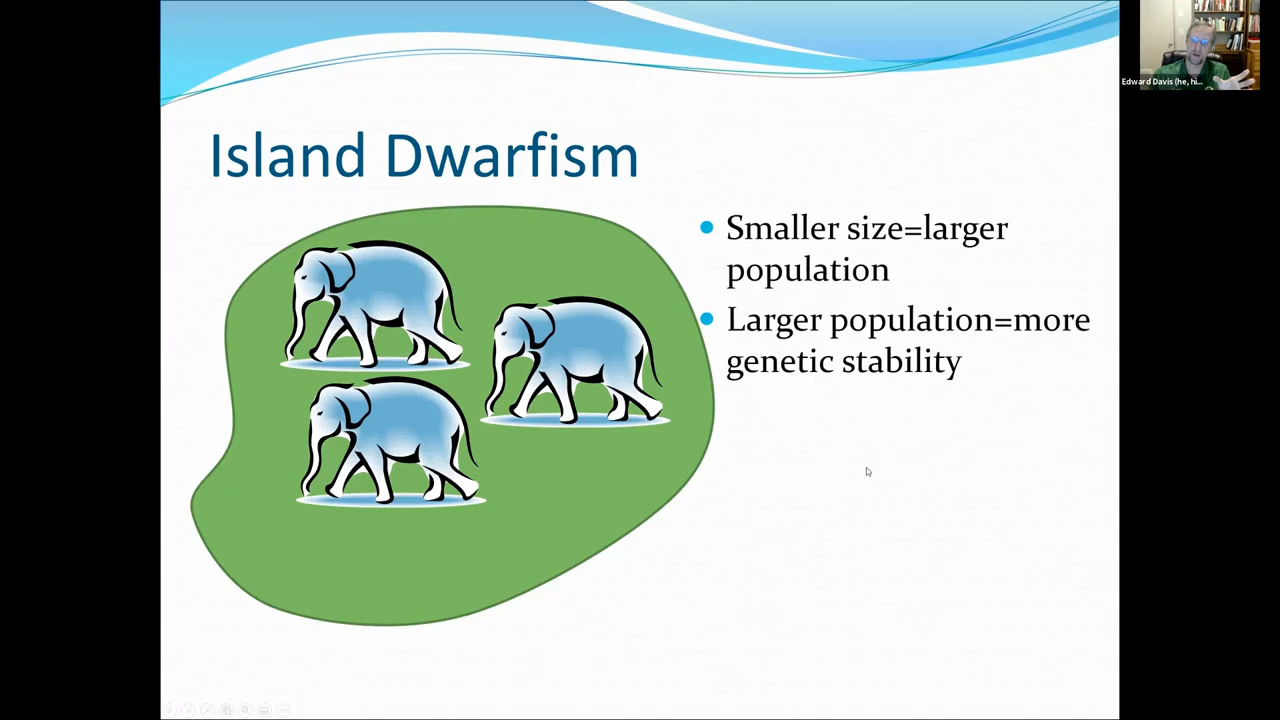 Edward Davis (he, hi...
Island Dwarfism
Smaller size=larger
population
Larger population=more
genetic stability